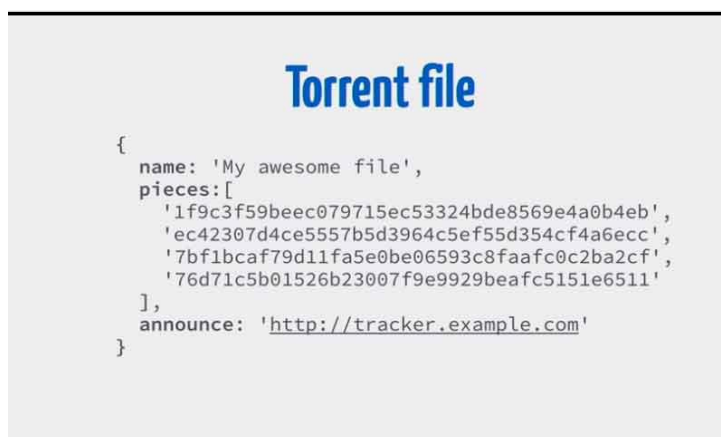 Torrent file
{
name: 'My awesome file',
pieces:[
'1f9c3f59beec079715ec53324bde8569e4a0b4eb',
'ec42307d4ce5557b5d3964c5ef55d354cf4a6ecc',
'7bf1bcaf79d11fa5e0be06593c8faafc0c2ba2cf',
'76d71c5b01526b23007f9e9929beafc5151e6511'
],
announce: 'http://tracker.example.com'
}